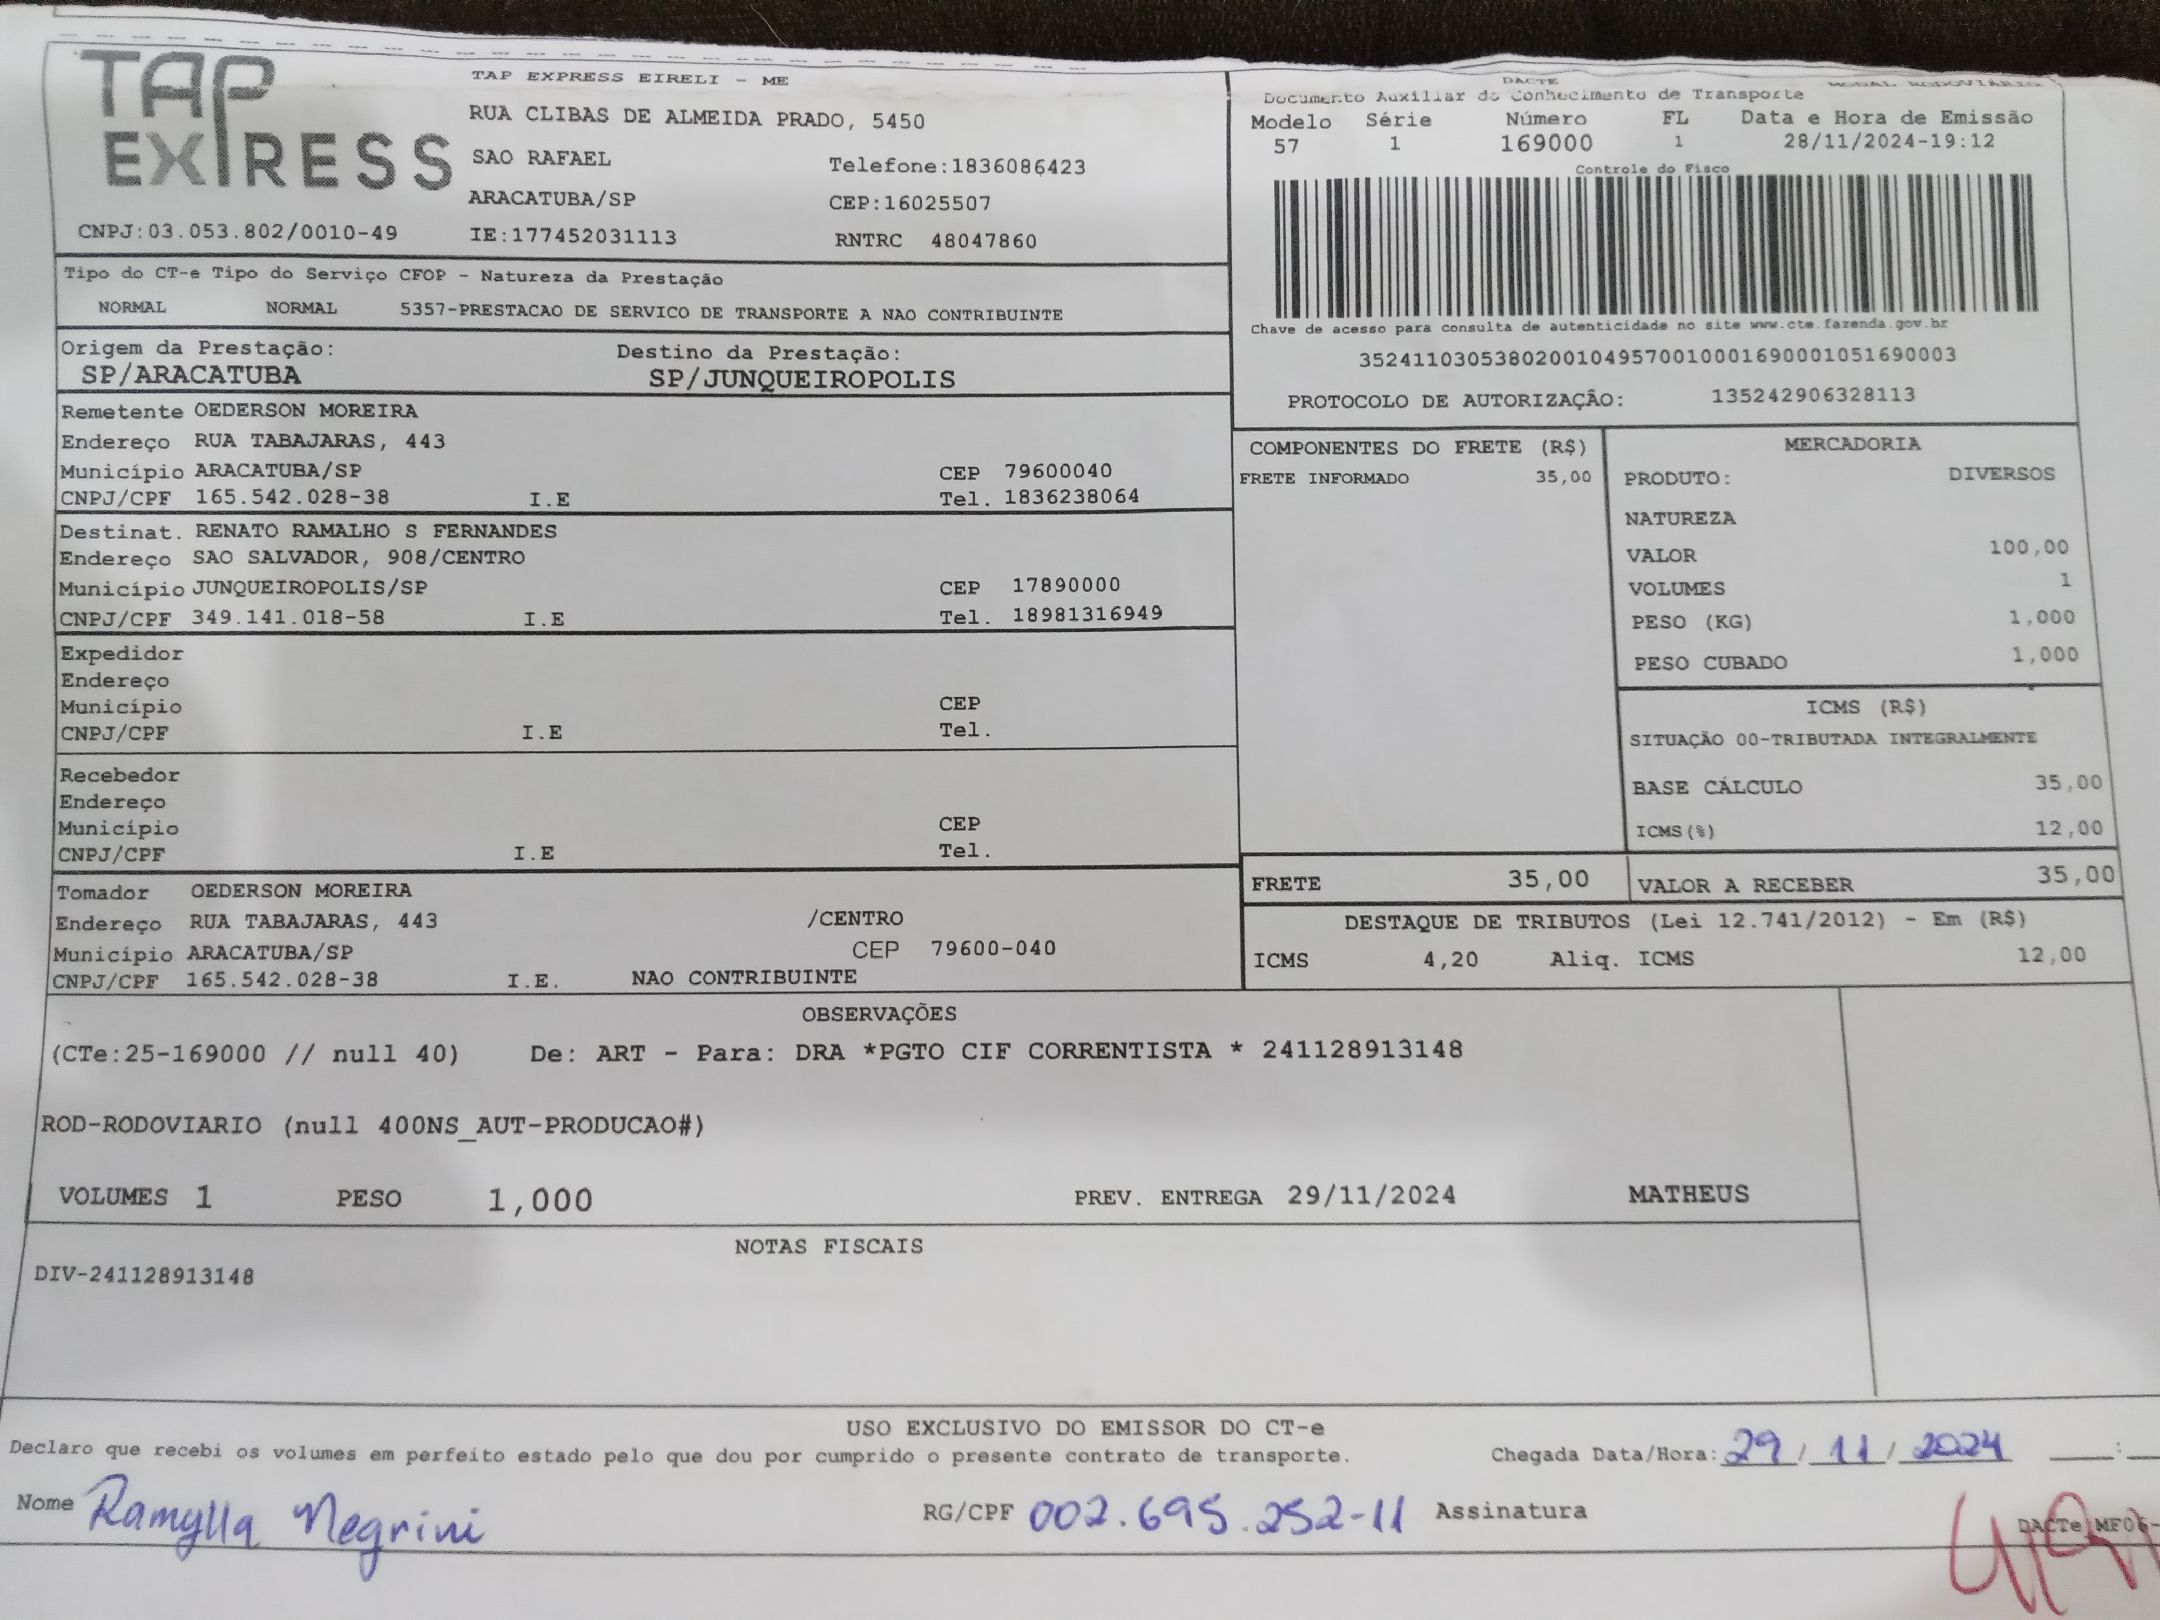 TAP EXPRESS
TAP EXPRESS EIRELI - ME
RUA CLIBAS DE ALMEIDA PRADO, 5450
SAO RAFAEL Telefone:1836086423
ARACATUBA/SP CEP:16025507
CNPJ:03.053.802/0010-49 IE:177452031113 RNTRC 48047860
DACTE MODAL RODOVIARIO
Documento Auxiliar do Conhecimento de Transporte
Modelo Série Número FL Data e Hora de Emissão
57 1 169000 1 28/11/2024-19:12
Controle do Fisco
Chave de acesso para consulta de autenticidade no site www.cte.fazenda.gov.br
35241103053802001049570010001690001051690003
PROTOCOLO DE AUTORIZAÇÃO: 135242906328113
Tipo do CT-e Tipo do Serviço CFOP - Natureza da Prestação
NORMAL NORMAL 5357-PRESTACAO DE SERVICO DE TRANSPORTE A NAO CONTRIBUINTE
Origem da Prestação: Destino da Prestação:
SP/ARACATUBA SP/JUNQUEIROPOLIS
Remetente OEDERSON MOREIRA
Endereço RUA TABAJARAS, 443
Município ARACATUBA/SP CEP 79600040
CNPJ/CPF 165.542.028-38 I.E Tel. 1836238064
Destinat. RENATO RAMALHO S FERNANDES
Endereço SAO SALVADOR, 908/CENTRO
Município JUNQUEIROPOLIS/SP CEP 17890000
CNPJ/CPF 349.141.018-58 I.E Tel. 18981316949
Expedidor
Endereço
Município CEP
CNPJ/CPF I.E Tel.
Recebedor
Endereço
Município CEP
CNPJ/CPF I.E Tel.
Tomador OEDERSON MOREIRA
Endereço RUA TABAJARAS, 443 /CENTRO
Município ARACATUBA/SP CEP 79600-040
CNPJ/CPF 165.542.028-38 I.E. NAO CONTRIBUINTE
COMPONENTES DO FRETE (R$)
FRETE INFORMADO 35,00
MERCADORIA
PRODUTO: DIVERSOS
NATUREZA
VALOR 100,00
VOLUMES 1
PESO (KG) 1,000
PESO CUBADO 1,000
ICMS (R$)
SITUAÇÃO 00-TRIBUTADA INTEGRALMENTE
BASE CÁLCULO 35,00
ICMS(%) 12,00
FRETE 35,00 VALOR A RECEBER 35,00
DESTAQUE DE TRIBUTOS (Lei 12.741/2012) - Em (R$)
ICMS 4,20 Aliq. ICMS 12,00
OBSERVAÇÕES
(CTe:25-169000 // null 40) De: ART - Para: DRA *PGTO CIF CORRENTISTA * 241128913148
ROD-RODOVIARIO (null 400NS_AUT-PRODUCAO#)
VOLUMES 1 PESO 1,000 PREV. ENTREGA 29/11/2024 MATHEUS
NOTAS FISCAIS
DIV-241128913148
USO EXCLUSIVO DO EMISSOR DO CT-e
Declaro que recebi os volumes em perfeito estado pelo que dou por cumprido o presente contrato de transporte. Chegada Data/Hora: 29/11/2024 __:
Nome Ramylla Negrini RG/CPF 002.695.252-11 Assinatura
DACTe MF06-